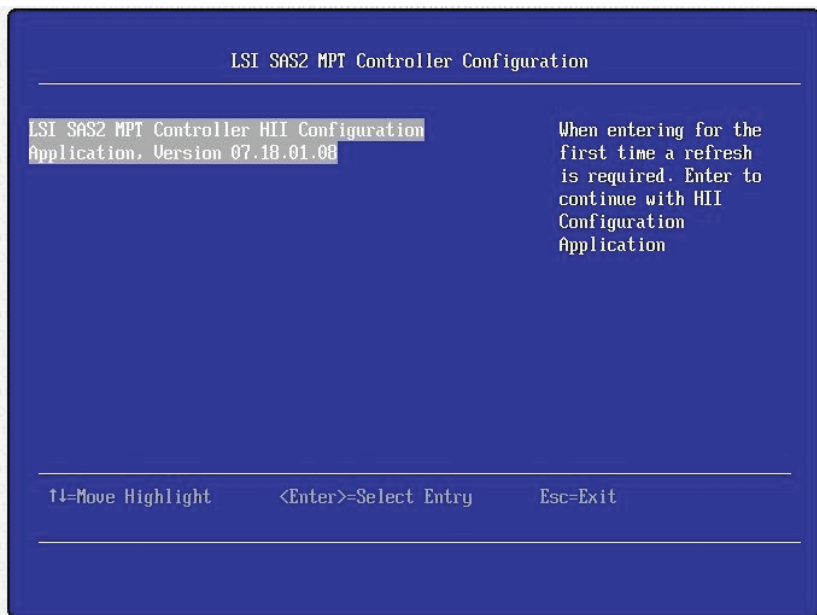 LSI SAS2 MPT Controller Configuration
LSI SAS2 MPT Controller HII Configuration
Application, Version 07.18.01.08
When entering for the
first time a refresh
is required. Enter to
continue with HII
Configuration
Application
↑↓=Move Highlight <Enter>=Select Entry Esc=Exit